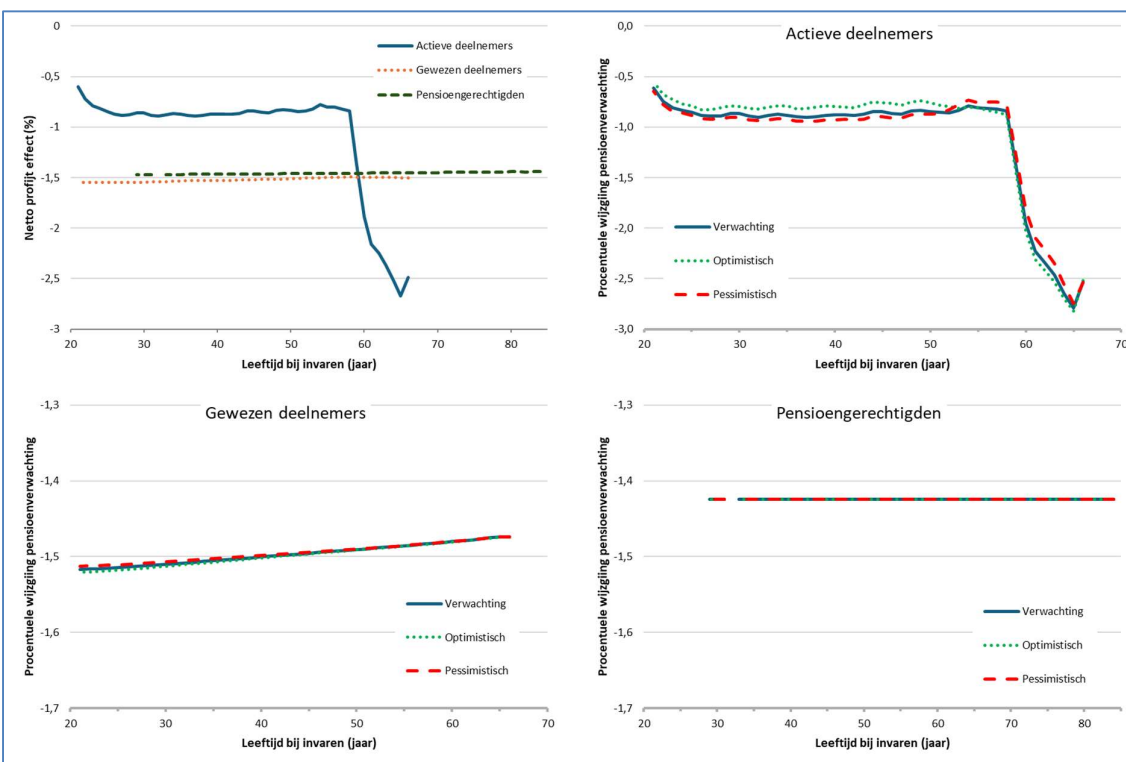 0
-0,5
-1
-1,5
-2
-2,5
-3
Netto profijt effect (%)
Actieve deelnemers
Gewezen deelnemers
Pensioengerechtigden
20 30 40 50 60 70 80
Leeftijd bij invaren (jaar)
Actieve deelnemers
0,0
-0,5
-1,0
-1,5
-2,0
-2,5
-3,0
Procentuele wijzgiing pensioenverwachting
Verwachting
Optimistisch
Pessimistisch
20 30 40 50 60 70
Leeftijd bij invaren (jaar)
Gewezen deelnemers
-1,3
-1,4
-1,5
-1,6
-1,7
Procentuele wijzgiing pensioenverwachting
Verwachting
Optimistisch
Pessimistisch
20 30 40 50 60 70
Leeftijd bij invaren (jaar)
Pensioengerechtigden
-1,3
-1,4
-1,5
-1,6
-1,7
Procentuele wijzgiing pensioenverwachting
Verwachting
Optimistisch
Pessimistisch
20 30 40 50 60 70 80
Leeftijd bij invaren (jaar)